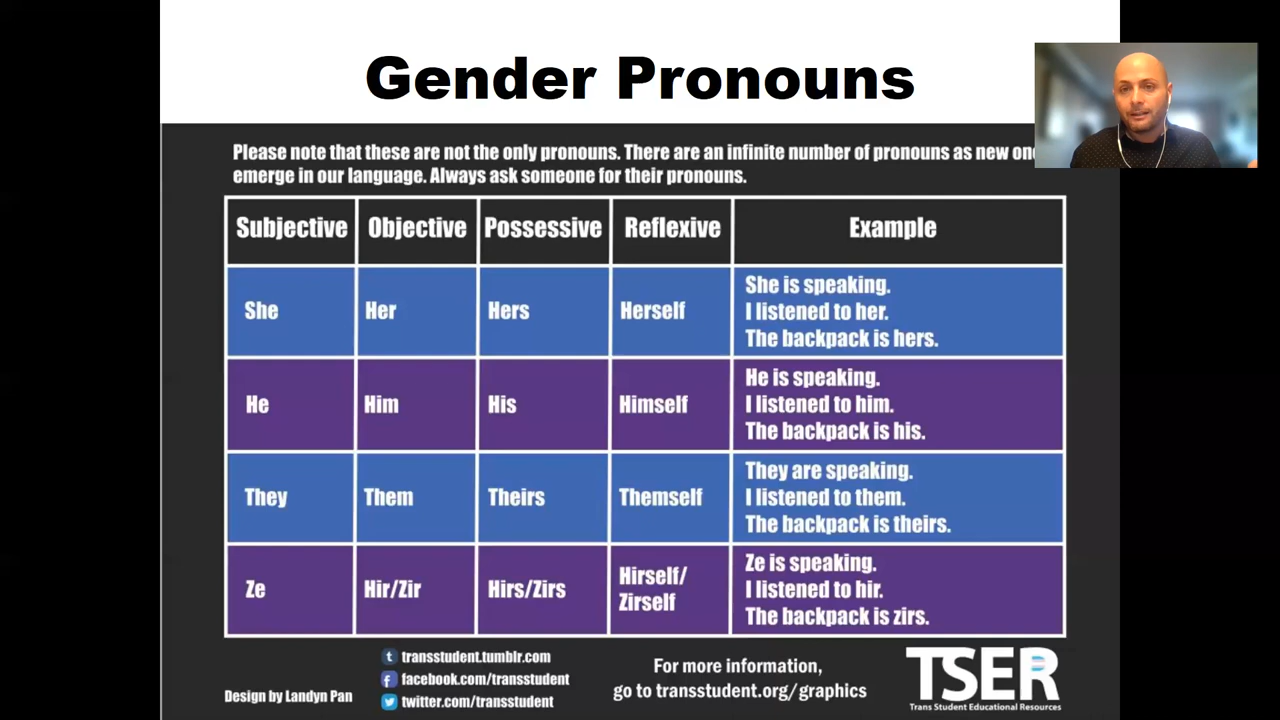 Gender Pronouns
Please note that these are not the only pronouns. There are an infinite number of pronouns as new
emerge in our language. Always ask someone for their pronouns.
Subjective Objective Possessive Reflexive Example
She Her Hers Herself
She is speaking.
I listened to her.
The backpack is hers.
He Him His Himself
He is speaking.
I listened to him.
The backpack is his.
They Them Theirs Themself
They are speaking.
I listened to them.
The backpack is theirs.
Ze Hir/Zir Hirs/Zirs
Hirself/
Zirself
Ze is speaking.
I listened to hir.
The backpack is zirs.
Design by Landyn Pan
t transstudent.tumblr.com
f facebook.com/transstudent
twitter.com/transstudent
For more information,
go to transstudent.org/graphics
TSER
Trans Student Educational Resources